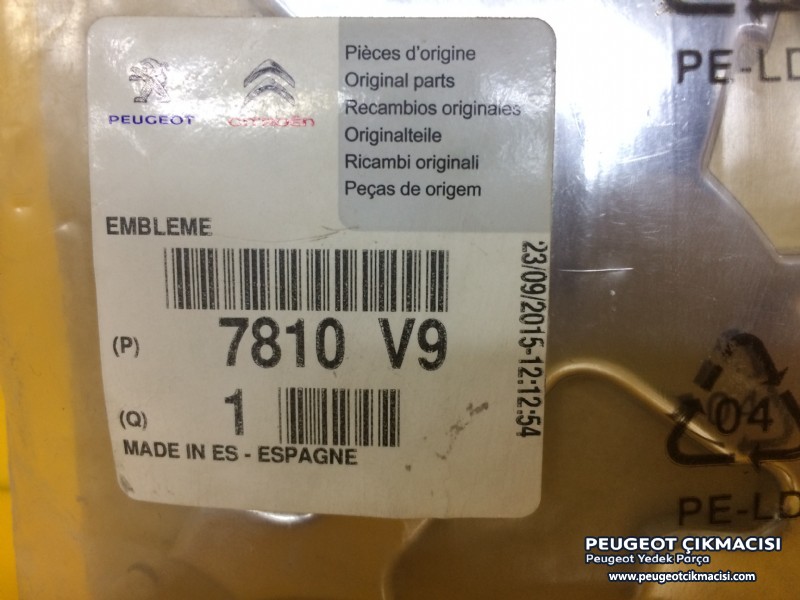 PEUGEOT
CITROËN
Pièces d'origine
Original parts
Recambios originales
Originalteile
Ricambi originali
Peças de origem
EMBLEME
(P) 7810 V9
(Q) 1
MADE IN ES - ESPAGNE
23/09/2015-12:12:54
PE-LD
04
PE-LD
PEUGEOT ÇIKMACISI
Peugeot Yedek Parça
www.peugeotcikmacisi.com